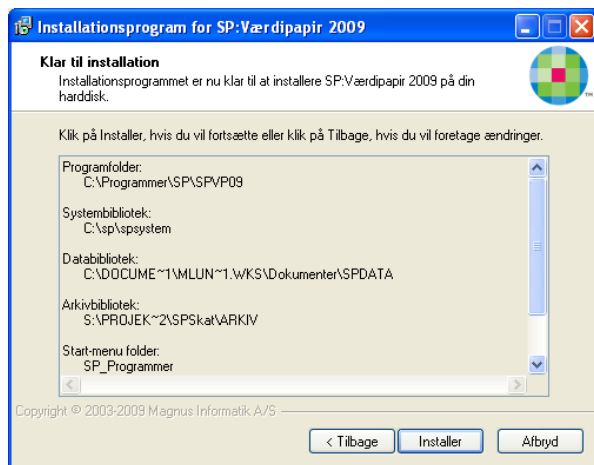 Installationsprogram for SP:Værdipapir 2009
Klar til installation
Installationsprogrammet er nu klar til at installere SP:Værdipapir 2009 på din
harddisk.
Klik på Installer, hvis du vil fortsætte eller klik på Tilbage, hvis du vil foretage ændringer.
Programfolder:
C:\Programmer\SP\SPVP09
Systembibliotek:
C:\sp\spsystem
Databibliotek:
C:\DOCUME~1\MLUN~1.WKS\Dokumenter\SPDATA
Arkivbibliotek:
S:\PROJEK~2\SPSkat\ARKIV
Start-menu folder:
SP_Programmer
Copyright © 2003-2009 Magnus Informatik A/S
< Tilbage
Installer
Afbryd